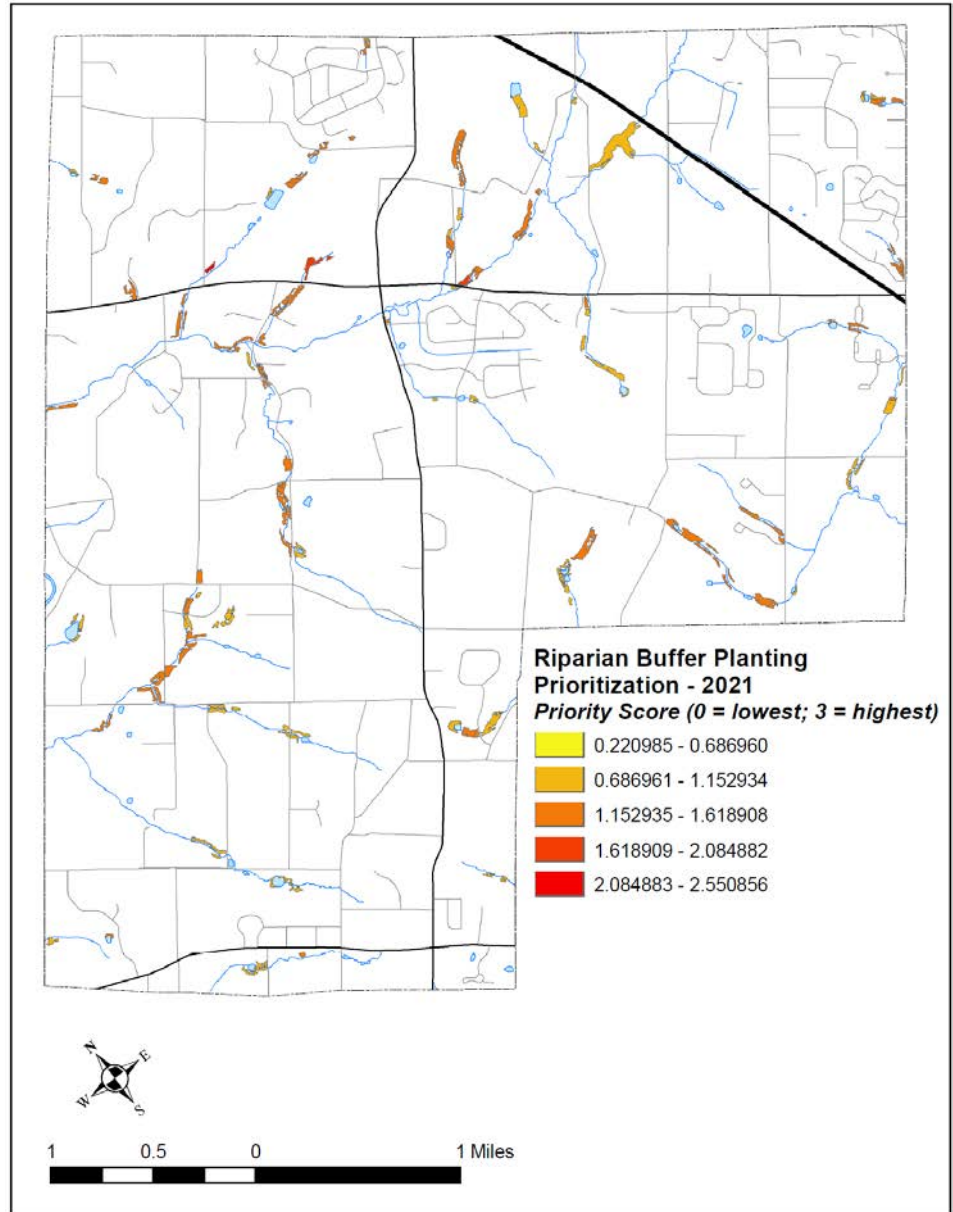 Riparian Buffer Planting
Prioritization - 2021
Priority Score (0 = lowest; 3 = highest)
0.220985 - 0.686960
0.686961 - 1.152934
1.152935 - 1.618908
1.618909 - 2.084882
2.084883 - 2.550856
N
E
W
S
1 0.5 0 1 Miles